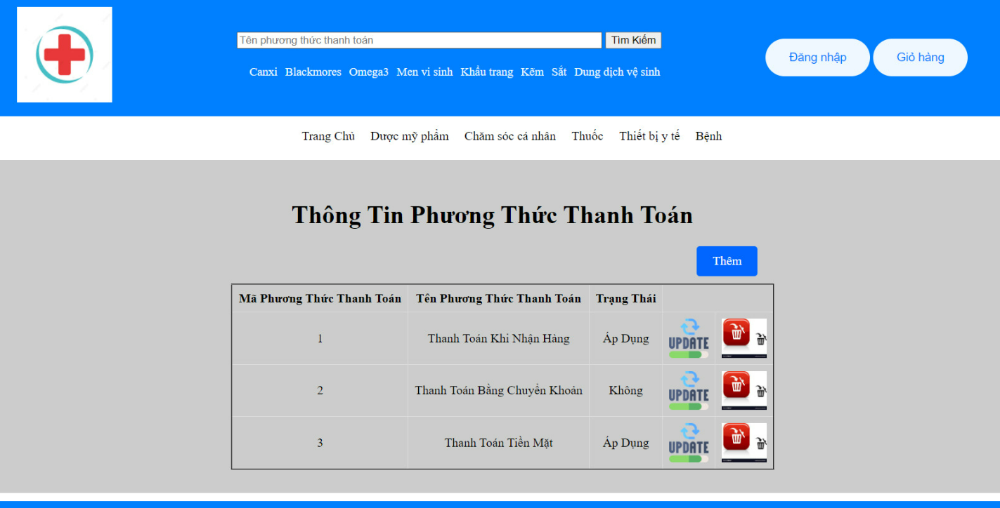 Tên phương thức thanh toán Tìm Kiếm
Đăng nhập Giỏ hàng
Canxi Blackmores Omega3 Men vi sinh Khẩu trang Kẽm Sắt Dung dịch vệ sinh
Trang Chủ Dược mỹ phẩm Chăm sóc cá nhân Thuốc Thiết bị y tế Bệnh
Thông Tin Phương Thức Thanh Toán
Thêm
Mã Phương Thức Thanh Toán Tên Phương Thức Thanh Toán Trạng Thái
1 Thanh Toán Khi Nhận Hàng Áp Dụng UPDATE
2 Thanh Toán Bằng Chuyển Khoản Không UPDATE
3 Thanh Toán Tiền Mặt Áp Dụng UPDATE